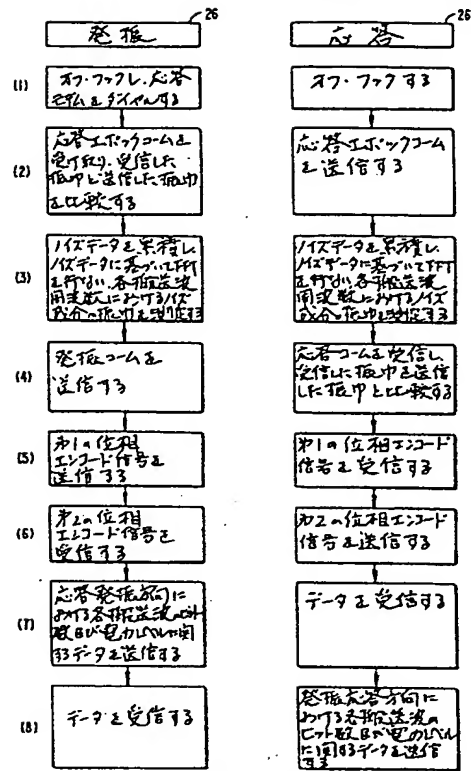 26
発振
26
応答
(1)
オフ・フックし、応答
モデムをダイヤルする
オフ・フックする
(2)
応答エポックコームを
受け取り、受信した
振巾と送信した振巾
を比較する
応答エポックコーム
を送信する
(3)
ノイズデータを累積し、
ノイズデータに基づいてFFT
を行ない、各搬送波
周波数におけるノイズ
成分の振巾を判定する
ノイズデータを累積し、
ノイズデータに基づいてFFT
を行ない、各搬送波
周波数におけるノイズ
成分の振巾を判定する
(4)
発振コームを
送信する
応答コームを受信し、
受信した振巾を送信
した振巾と比較する
(5)
第1の位相
エンコード信号を
送信する
第1の位相エンコード
信号を受信する
(6)
第2の位相
エンコード信号を
受信する
第2の位相エンコード
信号を送信する
(7)
応答発振方向に
おける各搬送波のビット
数及び電力レベルに関
するデータを送信する
データを受信する
(8)
データを受信する
発振応答方向に
おける各搬送波の
ビット数及び電力レベル
に関するデータを送信
する